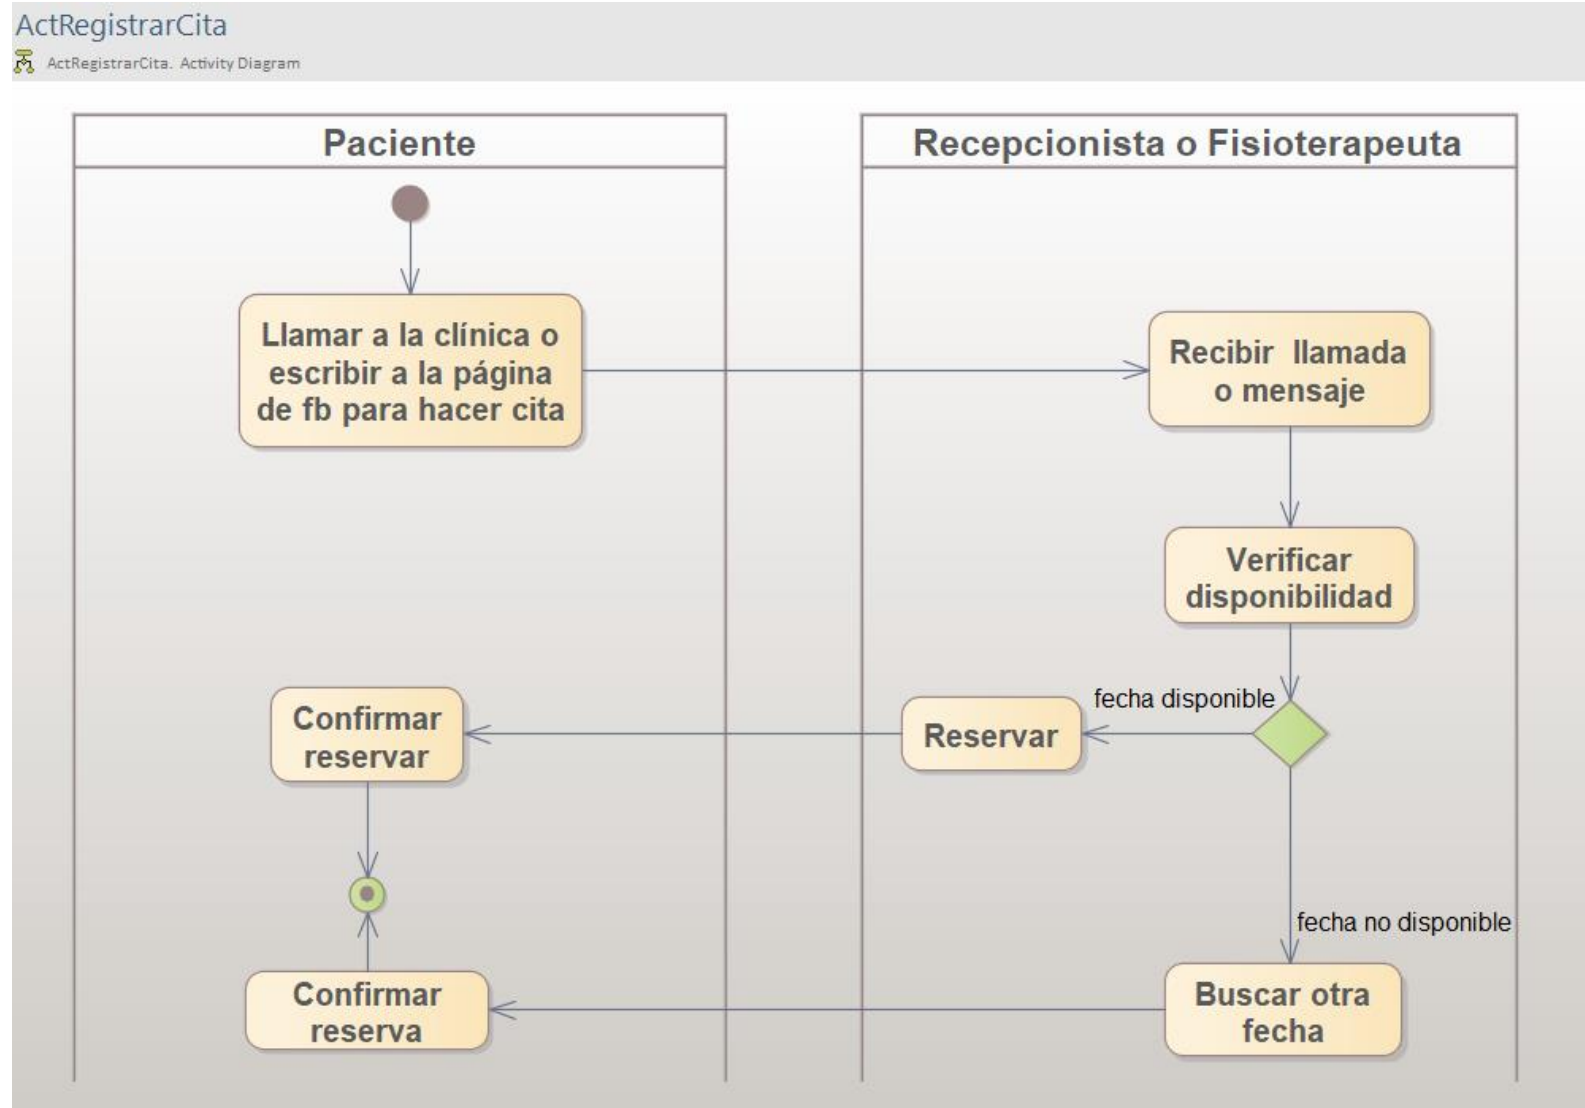 ActRegistrarCita
ActRegistrarCita. Activity Diagram
Paciente
Recepcionista o Fisioterapeuta
Llamar a la clínica o
escribir a la página
de fb para hacer cita
Recibir llamada
o mensaje
Verificar
disponibilidad
fecha disponible
Reservar
Confirmar
reservar
fecha no disponible
Buscar otra
fecha
Confirmar
reserva